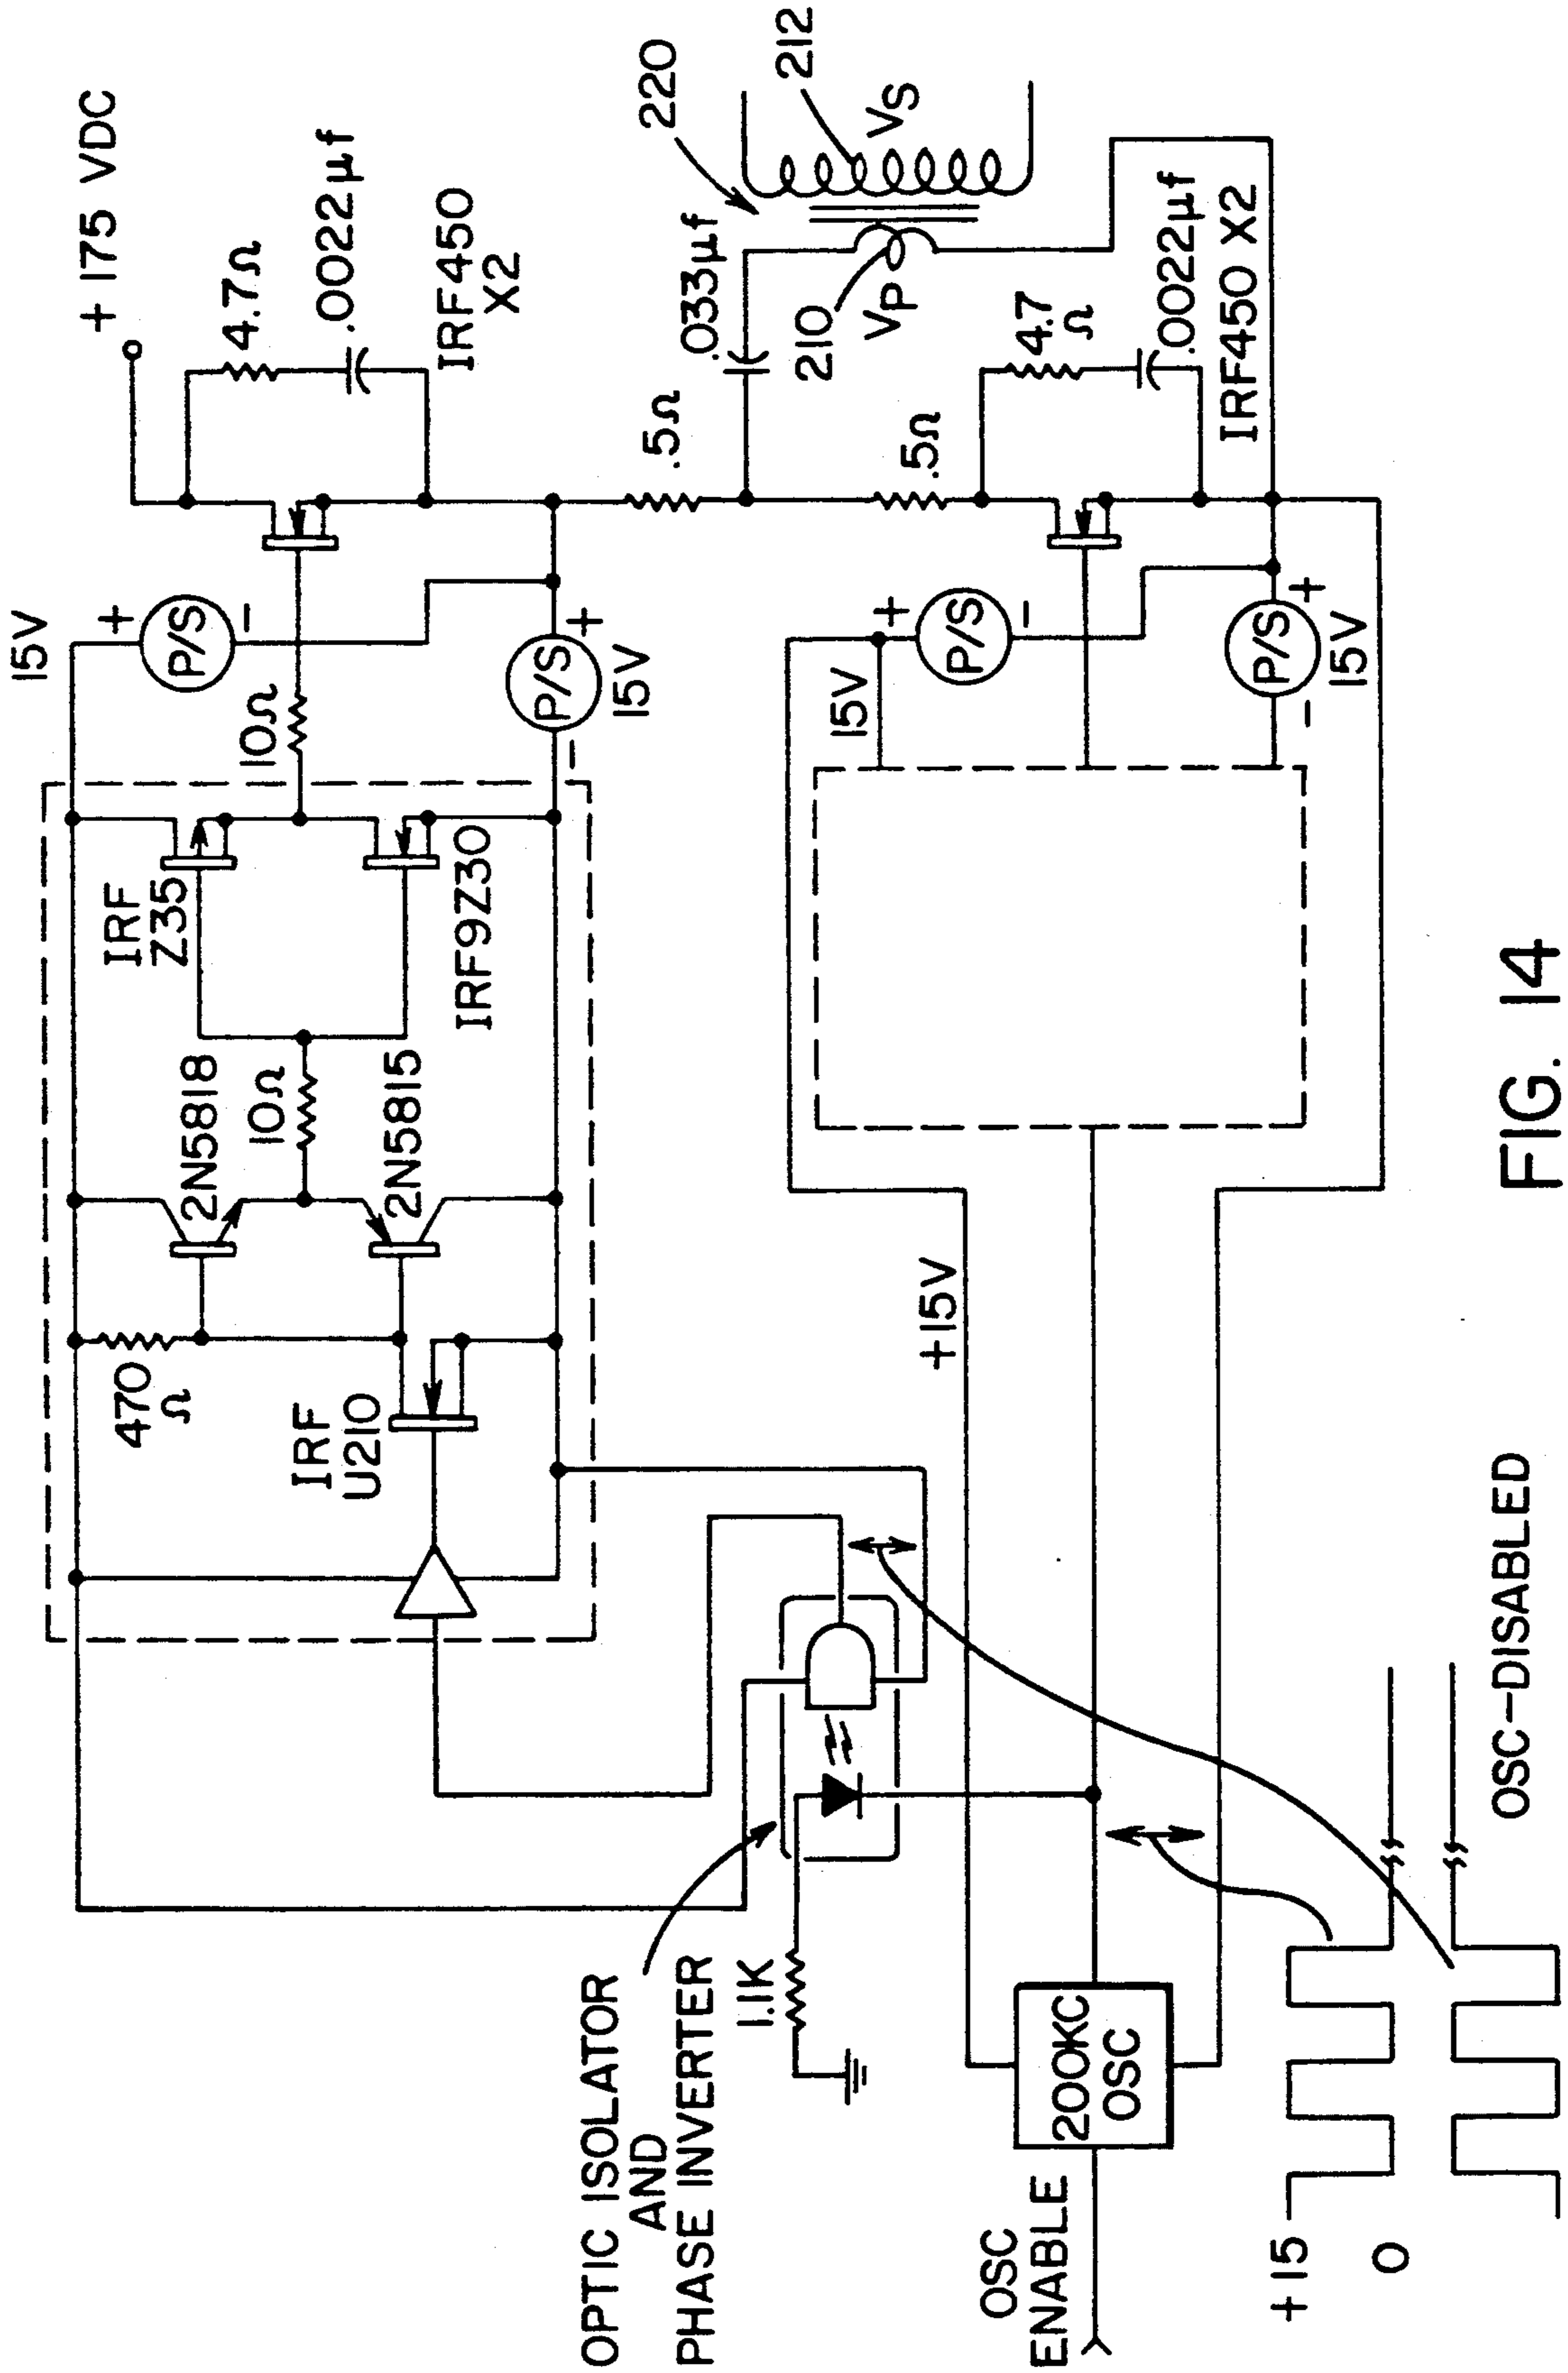 + 175 VDC
4.7Ω
.0022µf
IRF450
X2
15V
+
P/S
-
10Ω
P/S
+
15V
-
IRF
Z35
IRF9Z30
2N5818
10Ω
2N5815
470
Ω
IRF
U210
.5Ω
.033µf
220
212
VS
210
VP
.5Ω
4.7
Ω
.0022µf
IRF450 X2
15V
+
P/S
-
P/S
+
15V
-
+15V
OPTIC ISOLATOR
AND
PHASE INVERTER
1.1K
200KC
OSC
OSC
ENABLE
+15
0
OSC-DISABLED
FIG. 14